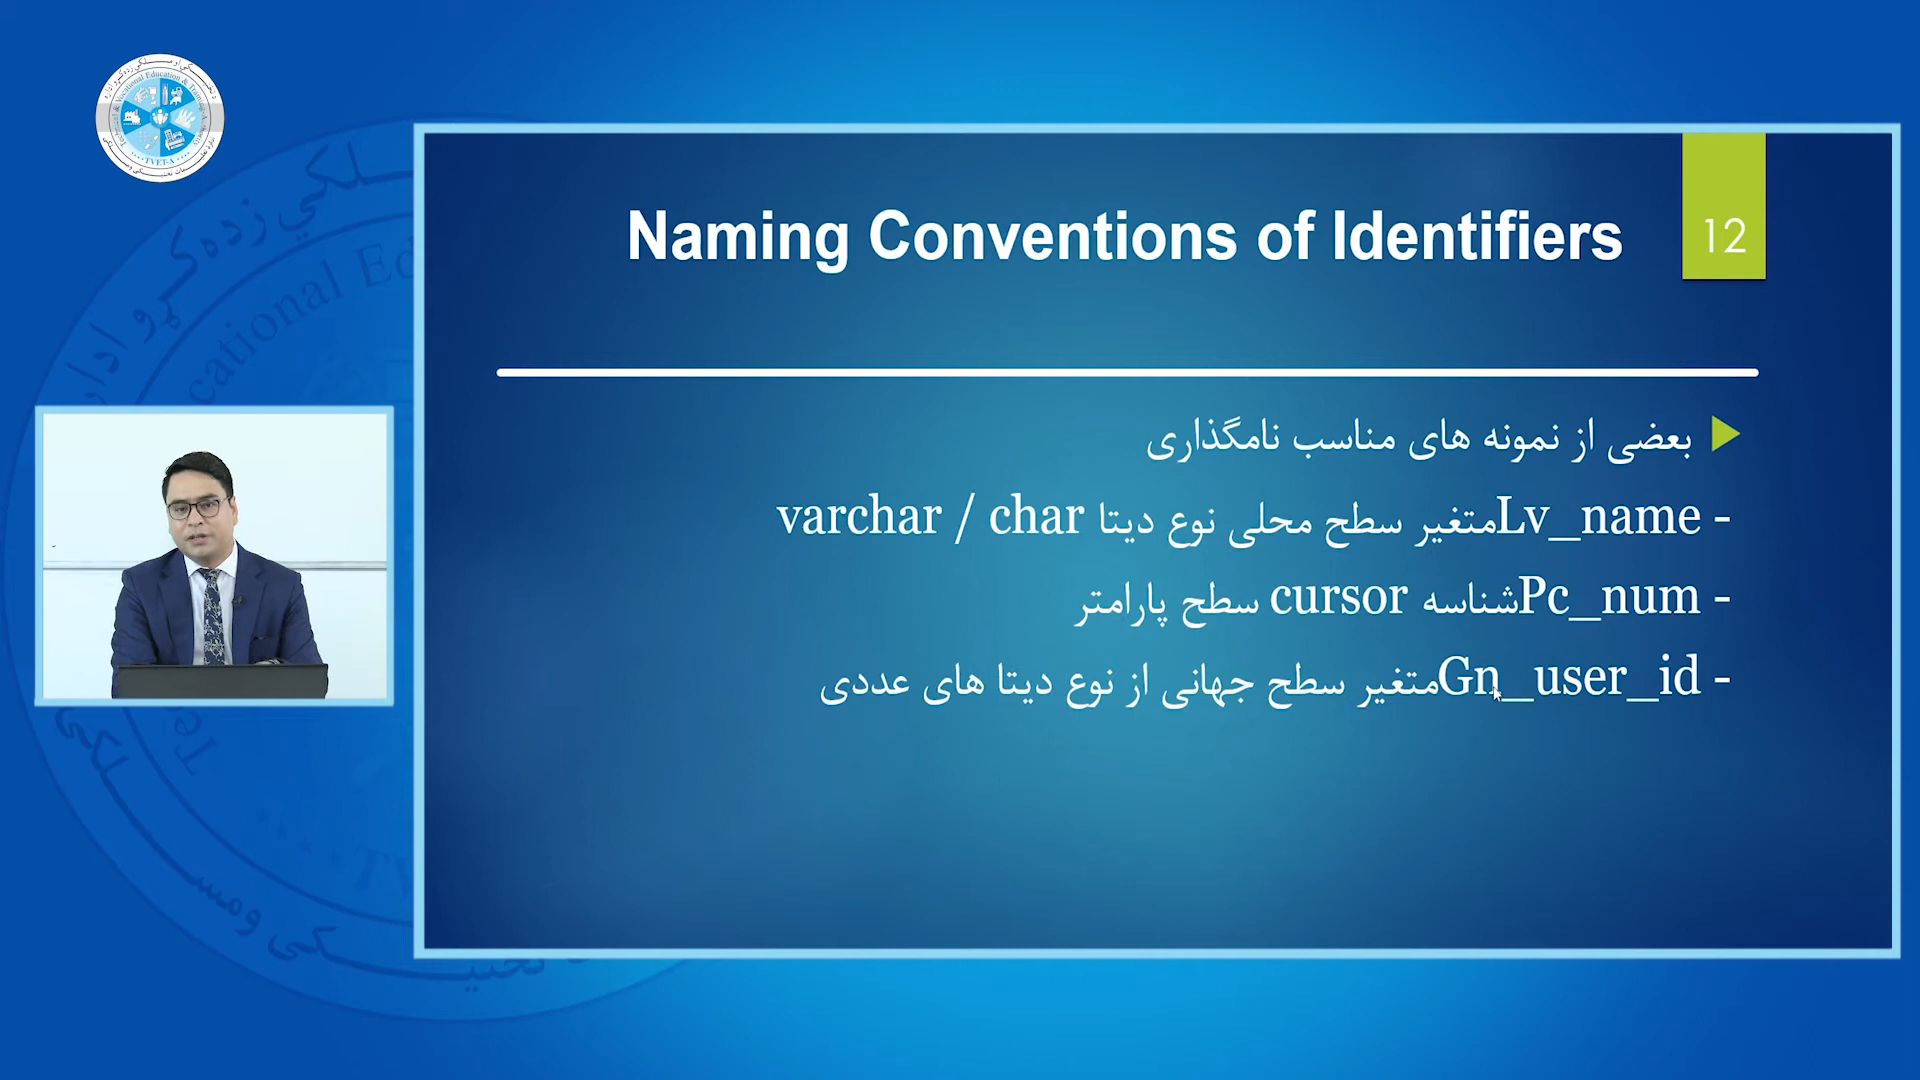 Naming Conventions of Identifiers
12
بعضی از نمونه های مناسب نامگذاری
- Lv_nameمتغیر سطح محلی نوع دیتا varchar / char
- Pc_numشناسه cursor سطح پارامتر
- Gn_user_idمتغیر سطح جهانی از نوع دیتا های عددی
TVET-A